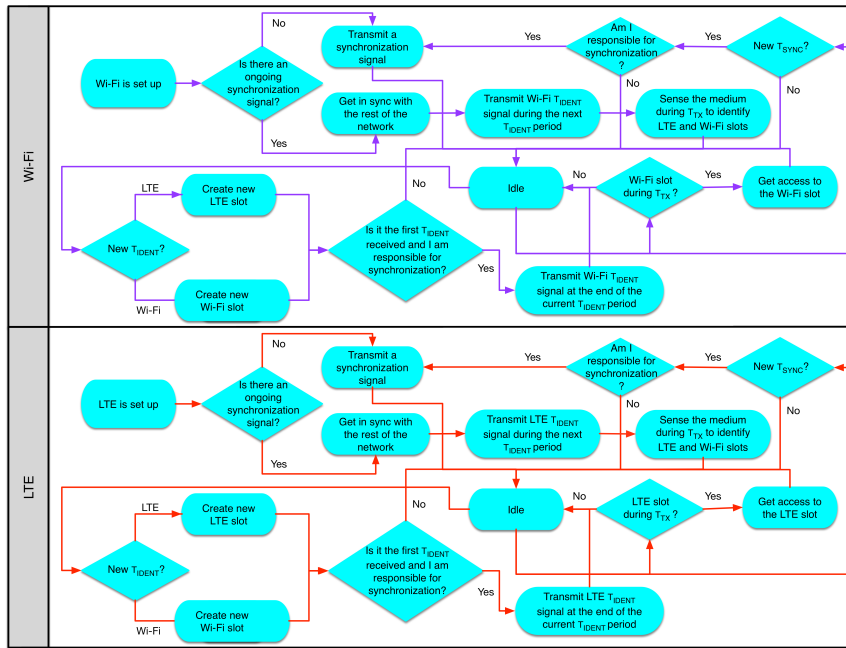 Wi-Fi
Wi-Fi is set up
Is there an
ongoing
synchronization
signal?
No
Yes
Transmit a
synchronization
signal
Get in sync with
the rest of the
network
Transmit Wi-Fi TIDENT
signal during the next
TIDENT period
Sense the medium
during TTX to identify
LTE and Wi-Fi slots
Am I
responsible for
synchronization
?
Yes
No
New TSYNC?
Yes
No
New TIDENT?
LTE
Wi-Fi
Create new
LTE slot
Create new
Wi-Fi slot
Is it the first TIDENT
received and I am
responsible for
synchronization?
No
Yes
Idle
No
Wi-Fi slot
during TTX ?
Yes
Get access to
the Wi-Fi slot
Transmit Wi-Fi TIDENT
signal at the end of the
current TIDENT period
LTE
LTE is set up
Is there an
ongoing
synchronization
signal?
No
Yes
Transmit a
synchronization
signal
Get in sync with
the rest of the
network
Transmit LTE TIDENT
signal during the next
TIDENT period
Sense the medium
during TTX to identify
LTE and Wi-Fi slots
Am I
responsible for
synchronization
?
Yes
No
New TSYNC?
Yes
No
New TIDENT?
LTE
Wi-Fi
Create new
LTE slot
Create new
Wi-Fi slot
Is it the first TIDENT
received and I am
responsible for
synchronization?
No
Yes
Idle
No
LTE slot
during TTX ?
Yes
Get access to
the LTE slot
Transmit LTE TIDENT
signal at the end of the
current TIDENT period